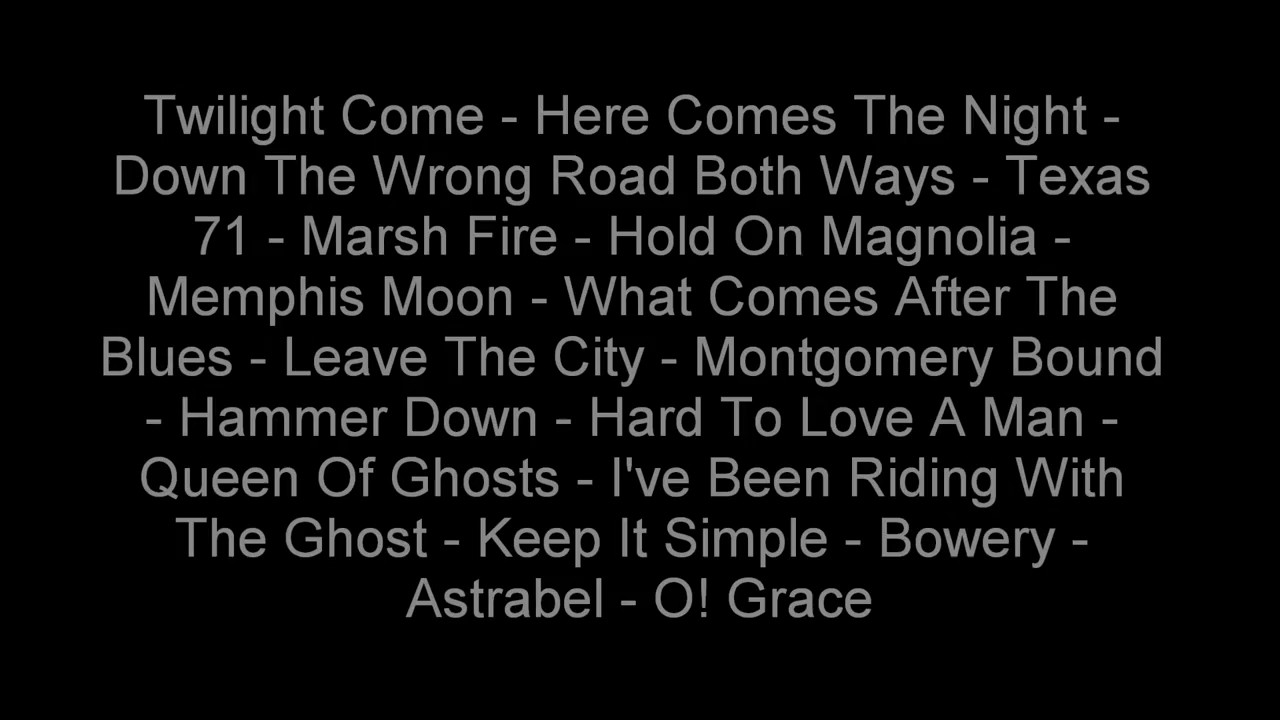 Twilight Come - Here Comes The Night -
Down The Wrong Road Both Ways - Texas
71 - Marsh Fire - Hold On Magnolia -
Memphis Moon - What Comes After The
Blues - Leave The City - Montgomery Bound
- Hammer Down - Hard To Love A Man -
Queen Of Ghosts - I've Been Riding With
The Ghost - Keep It Simple - Bowery -
Astrabel - O! Grace